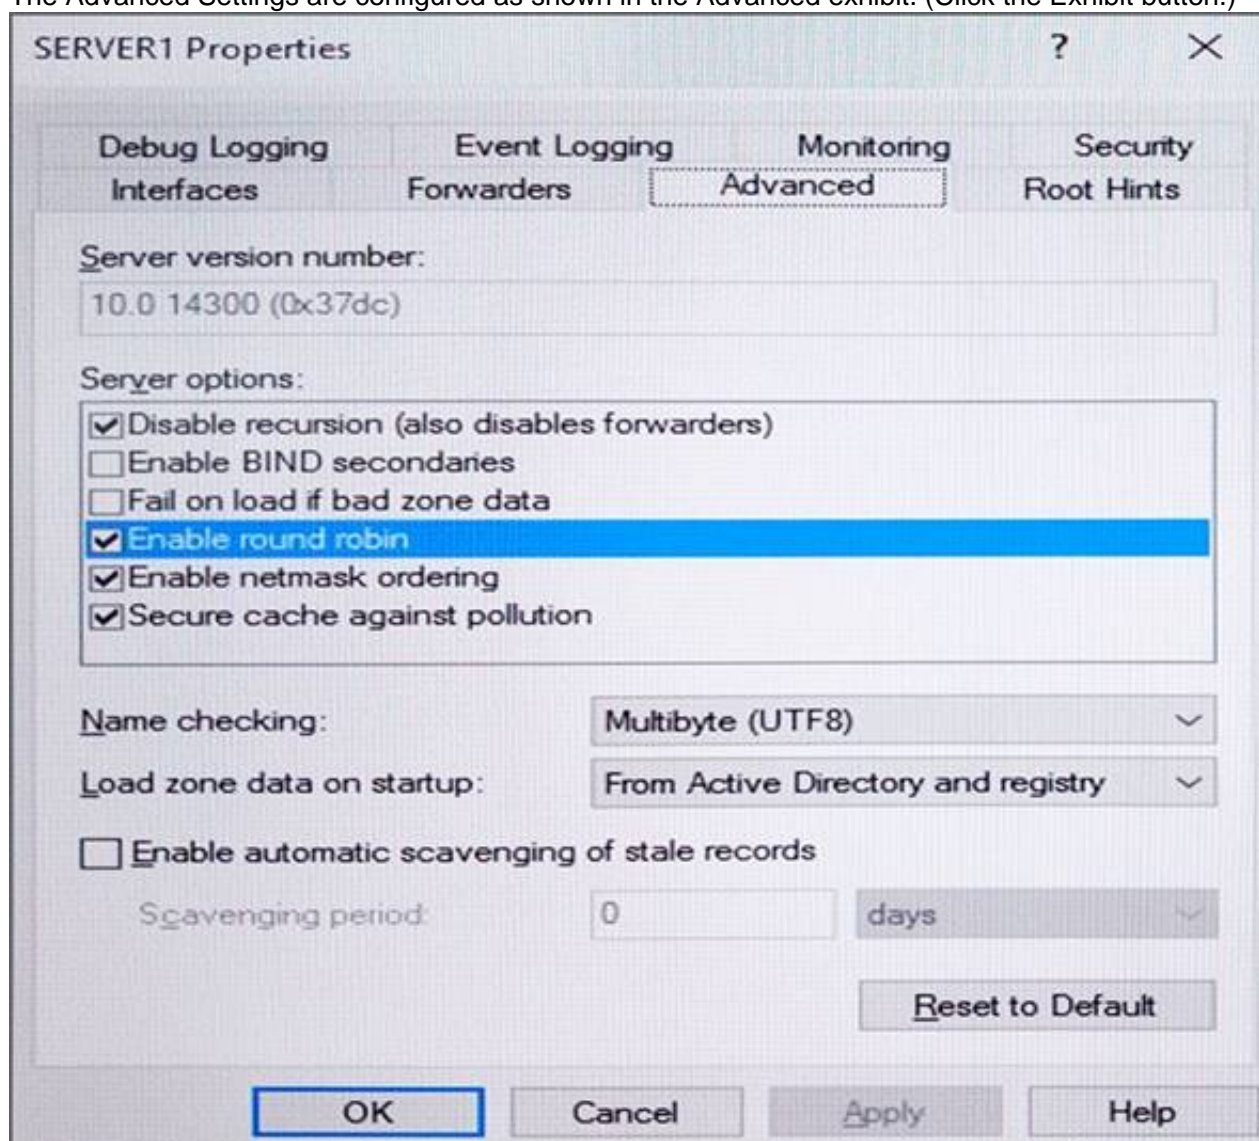 The Advanced Settings are configured as shown in the Advanced exhibit. (Click the Exhibit button.)
SERVER1 Properties ? ×
Debug Logging Event Logging Monitoring Security
Interfaces Forwarders Advanced Root Hints
Server version number:
10.0 14300 (0x37dc)
Server options:
Disable recursion (also disables forwarders)
Enable BIND secondaries
Fail on load if bad zone data
Enable round robin
Enable netmask ordering
Secure cache against pollution
Name checking: Multibyte (UTF8)
Load zone data on startup: From Active Directory and registry
Enable automatic scavenging of stale records
Scavenging period: 0 days
Reset to Default
OK Cancel Apply Help